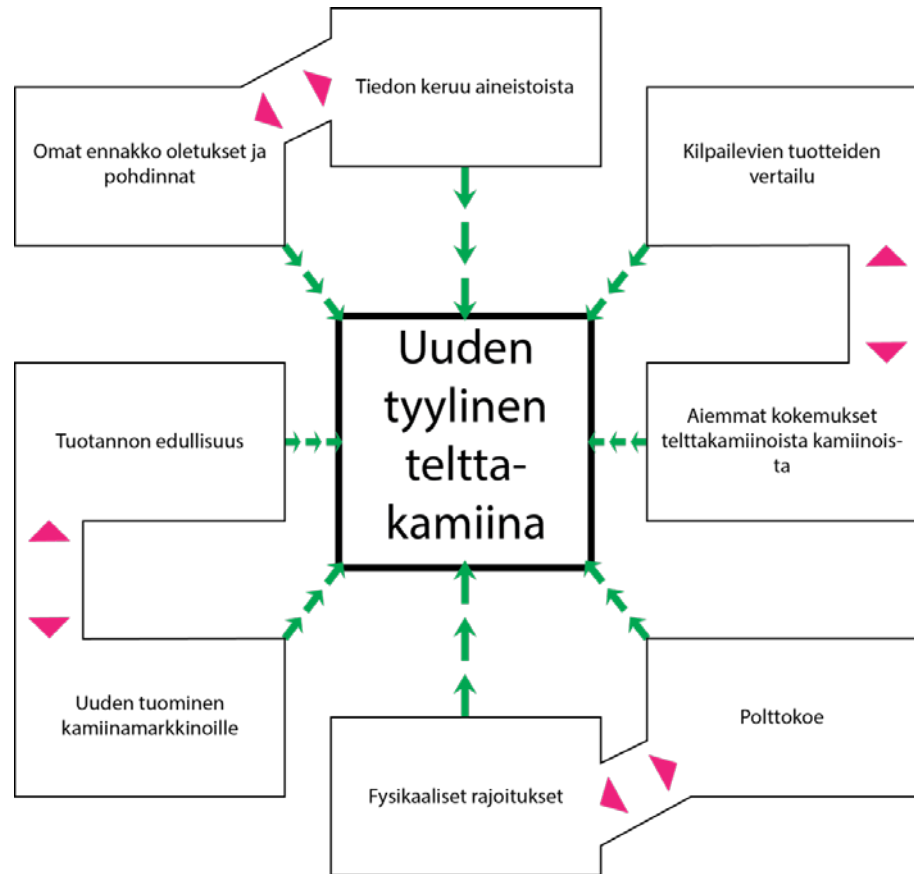 Tiedon keruu aineistoista
Omat ennakko oletukset ja
pohdinnat
Kilpailevien tuotteiden
vertailu
Uuden
tyylinen
teltta-
kamiina
Tuotannon edullisuus
Aiemmat kokemukset
telttakamiinoista kamiinois-
ta
Uuden tuominen
kamiinamarkkinoille
Fysikaaliset rajoitukset
Polttokoe